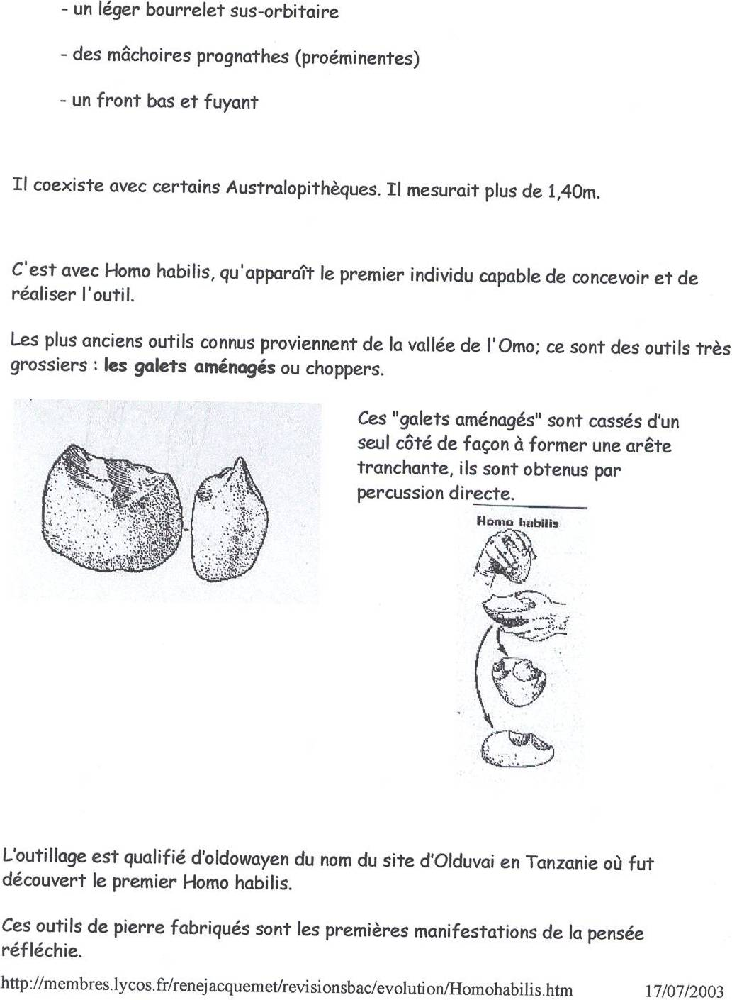 - un léger bourrelet sus-orbitaire
- des mâchoires prognathes (proéminentes)
- un front bas et fuyant
Il coexiste avec certains Australopithèques. Il mesurait plus de 1,40m.
C'est avec Homo habilis, qu'apparaît le premier individu capable de concevoir et de
réaliser l'outil.
Les plus anciens outils connus proviennent de la vallée de l'Omo; ce sont des outils très
grossiers : les galets aménagés ou choppers.
Ces "galets aménagés" sont cassés d'un
seul côté de façon à former une arête
tranchante, ils sont obtenus par
percussion directe.
Homo habilis
L'outillage est qualifié d'oldowayen du nom du site d'Olduvai en Tanzanie où fut
découvert le premier Homo habilis.
Ces outils de pierre fabriqués sont les premières manifestations de la pensée
réfléchie.
http://membres.lycos.fr/renejacquemet/revisionsbac/evolution/Homohabilis.htm 17/07/2003